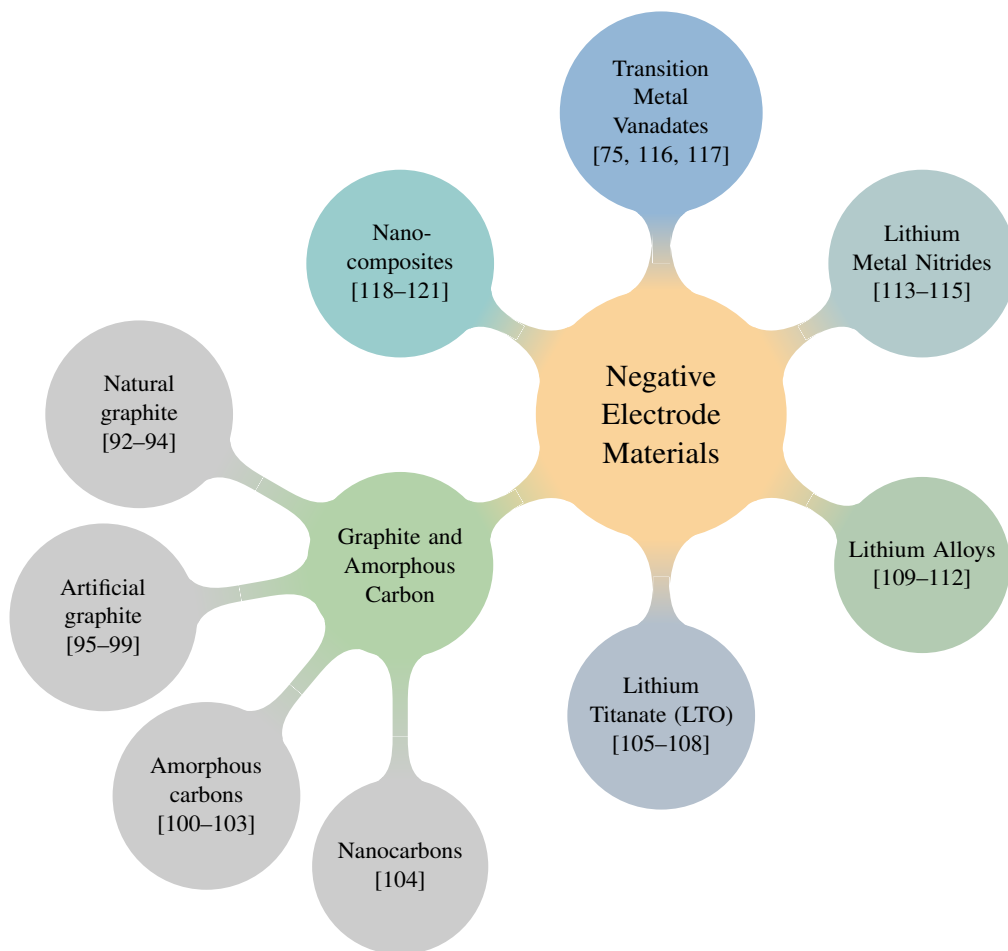 Transition
Metal
Vanadates
[75, 116, 117]
Nano-
composites
[118–121]
Lithium
Metal Nitrides
[113–115]
Negative
Electrode
Materials
Natural
graphite
[92–94]
Graphite and
Amorphous
Carbon
Lithium Alloys
[109–112]
Artificial
graphite
[95–99]
Lithium
Titanate (LTO)
[105–108]
Amorphous
carbons
[100–103]
Nanocarbons
[104]